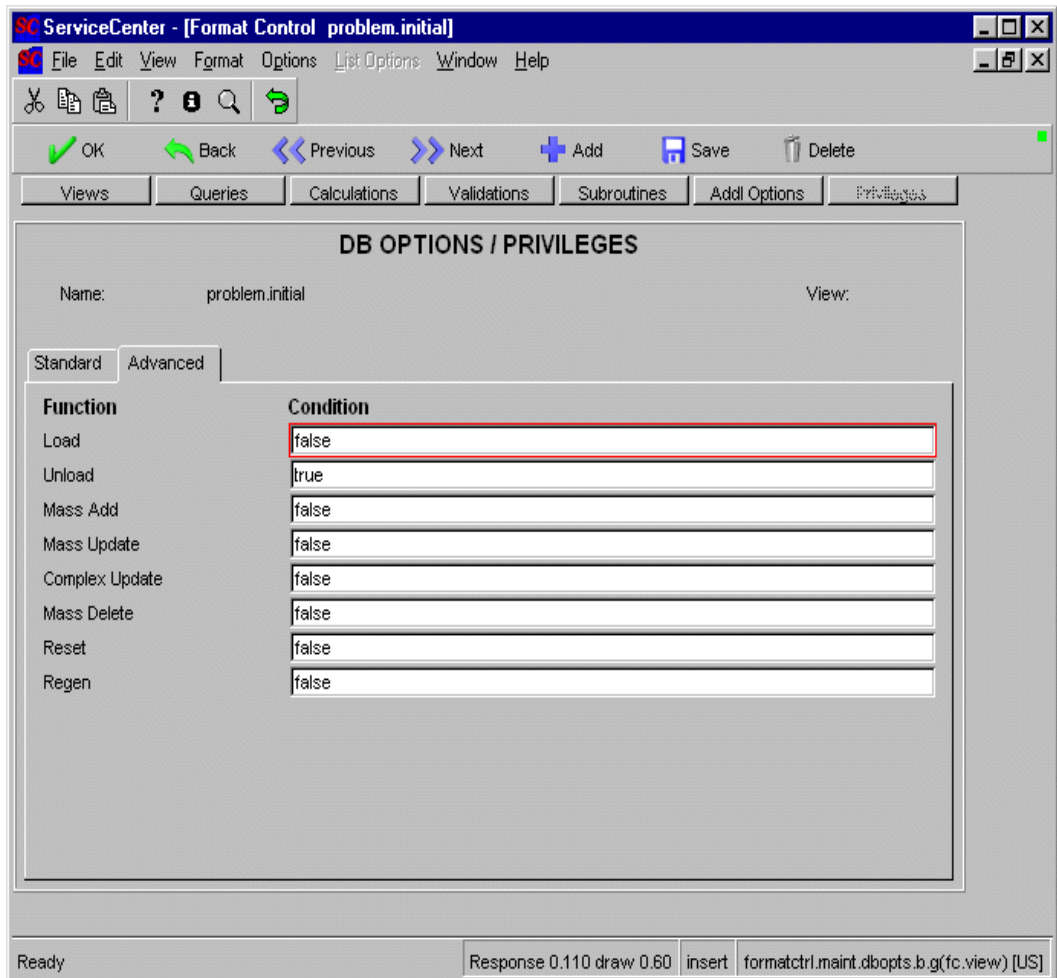 SC ServiceCenter - [Format Control problem.initial]
SC File Edit View Format Options List Options Window Help
OK Back Previous Next Add Save Delete
Views Queries Calculations Validations Subroutines Addl Options Privileges
DB OPTIONS / PRIVILEGES
Name: problem.initial View:
Standard Advanced
Function Condition
Load false
Unload true
Mass Add false
Mass Update false
Complex Update false
Mass Delete false
Reset false
Regen false
Ready Response 0.110 draw 0.60 insert formatctrl.maint.dbopts.b.g(fc.view) [US]